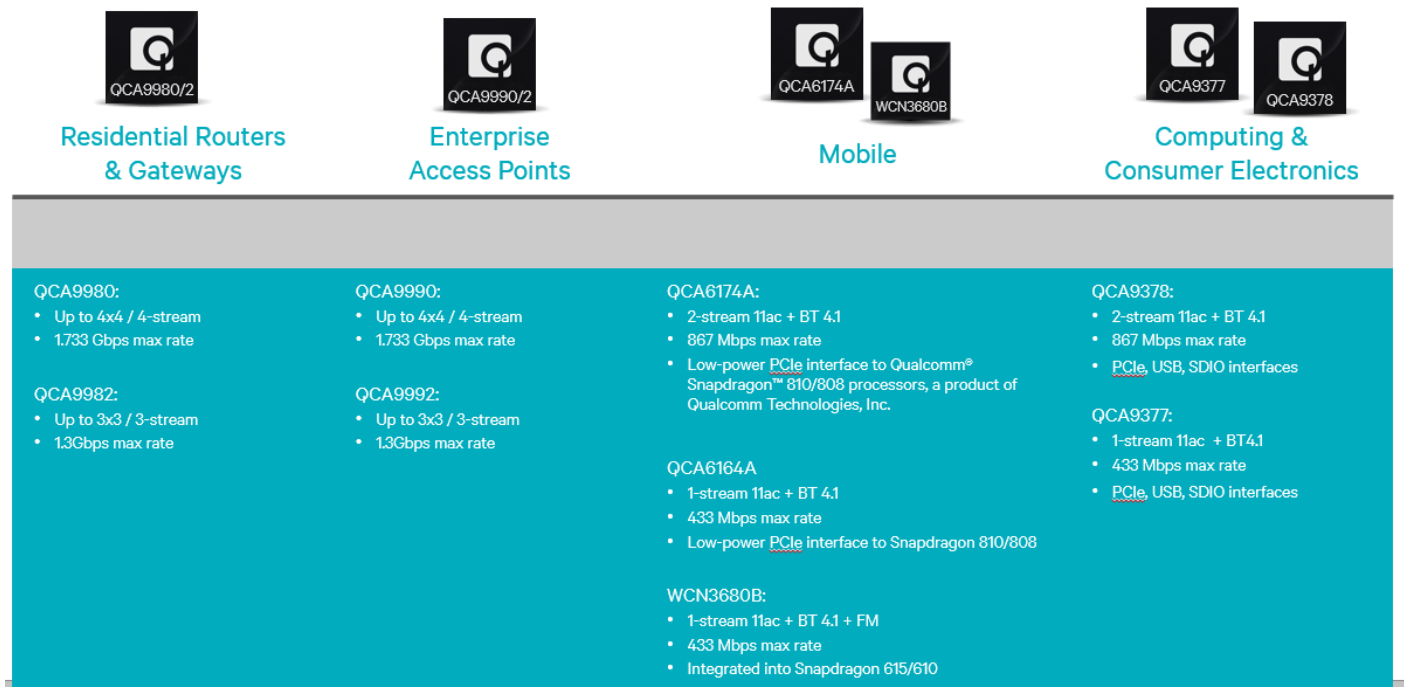 QCA9980/2
Residential Routers
& Gateways
QCA9990/2
Enterprise
Access Points
QCA6174A
WCN3680B
Mobile
QCA9377
QCA9378
Computing &
Consumer Electronics
QCA9980:
• Up to 4x4 / 4-stream
• 1.733 Gbps max rate
QCA9982:
• Up to 3x3 / 3-stream
• 1.3Gbps max rate
QCA9990:
• Up to 4x4 / 4-stream
• 1.733 Gbps max rate
QCA9992:
• Up to 3x3 / 3-stream
• 1.3Gbps max rate
QCA6174A:
• 2-stream 11ac + BT 4.1
• 867 Mbps max rate
• Low-power PCIe interface to Qualcomm®
Snapdragon™ 810/808 processors, a product of
Qualcomm Technologies, Inc.
QCA6164A
• 1-stream 11ac + BT 4.1
• 433 Mbps max rate
• Low-power PCIe interface to Snapdragon 810/808
WCN3680B:
• 1-stream 11ac + BT 4.1 + FM
• 433 Mbps max rate
• Integrated into Snapdragon 615/610
QCA9378:
• 2-stream 11ac + BT 4.1
• 867 Mbps max rate
• PCIe, USB, SDIO interfaces
QCA9377:
• 1-stream 11ac + BT4.1
• 433 Mbps max rate
• PCIe, USB, SDIO interfaces